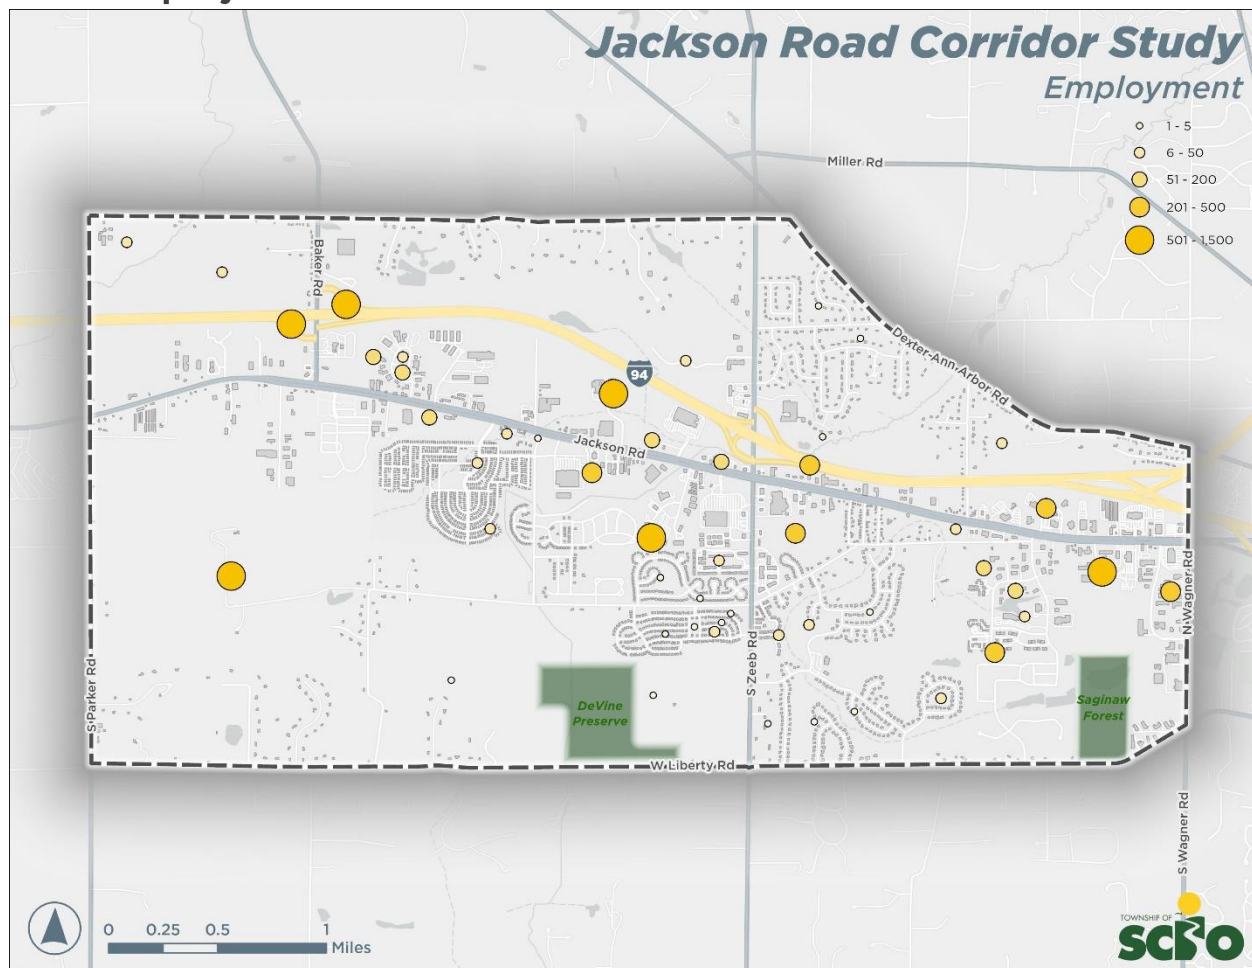 Jackson Road Corridor Study
Employment
1 - 5
6 - 50
51 - 200
201 - 500
501 - 1,500
Miller Rd
Baker Rd
Dexter-Ann Arbor Rd
94
Jackson Rd
S Parker Rd
S Zeeb Rd
N Wagner Rd
DeVine
Preserve
Saginaw
Forest
W Liberty Rd
S Wagner Rd
0 0.25 0.5 1
Miles
TOWNSHIP OF
SCIO